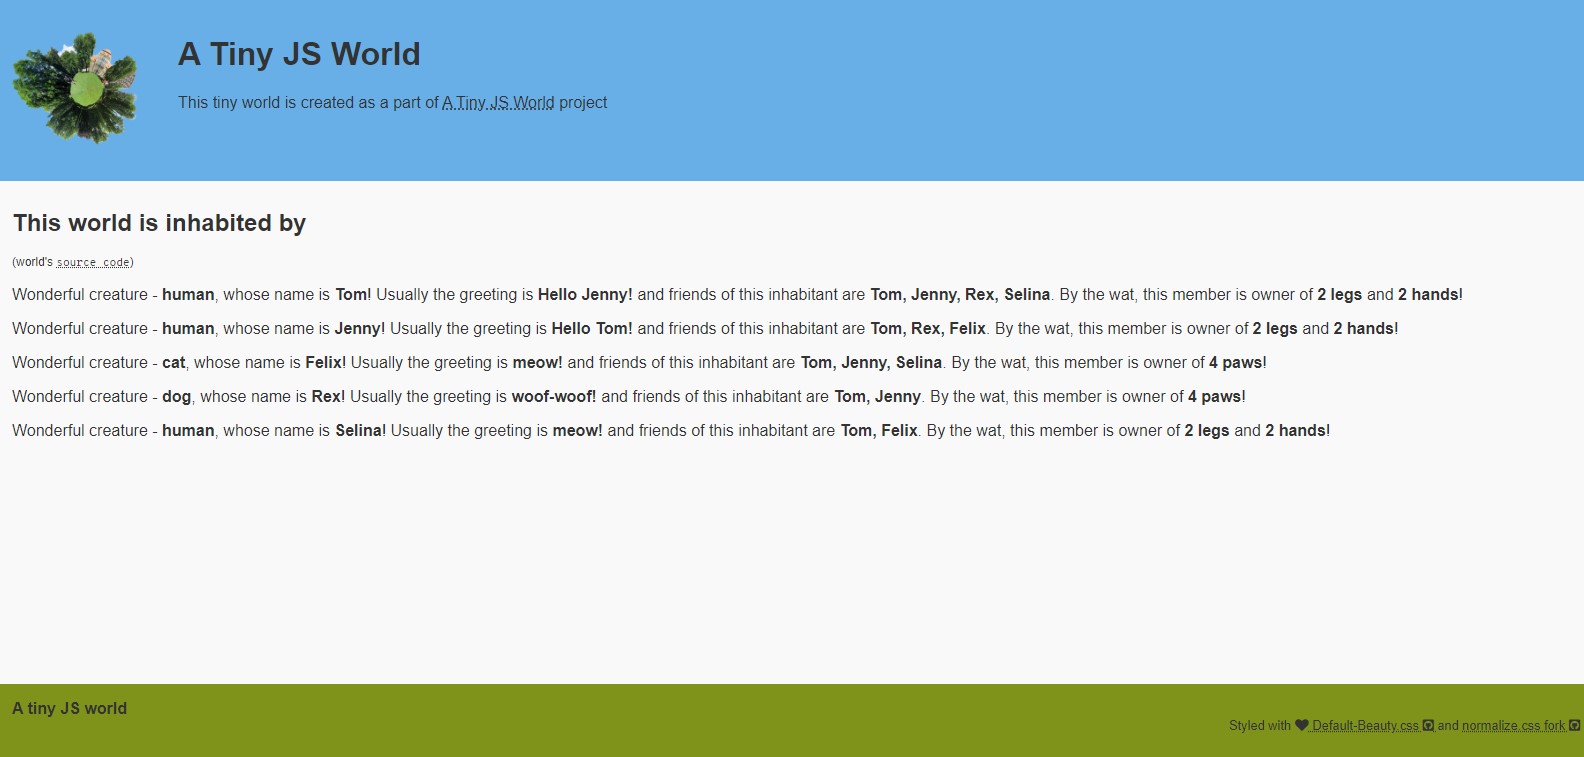 A Tiny JS World
This tiny world is created as a part of A Tiny JS World project
This world is inhabited by
(world's source code)
Wonderful creature - human, whose name is Tom! Usually the greeting is Hello Jenny! and friends of this inhabitant are Tom, Jenny, Rex, Selina. By the wat, this member is owner of 2 legs and 2 hands!
Wonderful creature - human, whose name is Jenny! Usually the greeting is Hello Tom! and friends of this inhabitant are Tom, Rex, Felix. By the wat, this member is owner of 2 legs and 2 hands!
Wonderful creature - cat, whose name is Felix! Usually the greeting is meow! and friends of this inhabitant are Tom, Jenny, Selina. By the wat, this member is owner of 4 paws!
Wonderful creature - dog, whose name is Rex! Usually the greeting is woof-woof! and friends of this inhabitant are Tom, Jenny. By the wat, this member is owner of 4 paws!
Wonderful creature - human, whose name is Selina! Usually the greeting is meow! and friends of this inhabitant are Tom, Felix. By the wat, this member is owner of 2 legs and 2 hands!
A tiny JS world
Styled with ♥ Default-Beauty.css and normalize.css fork